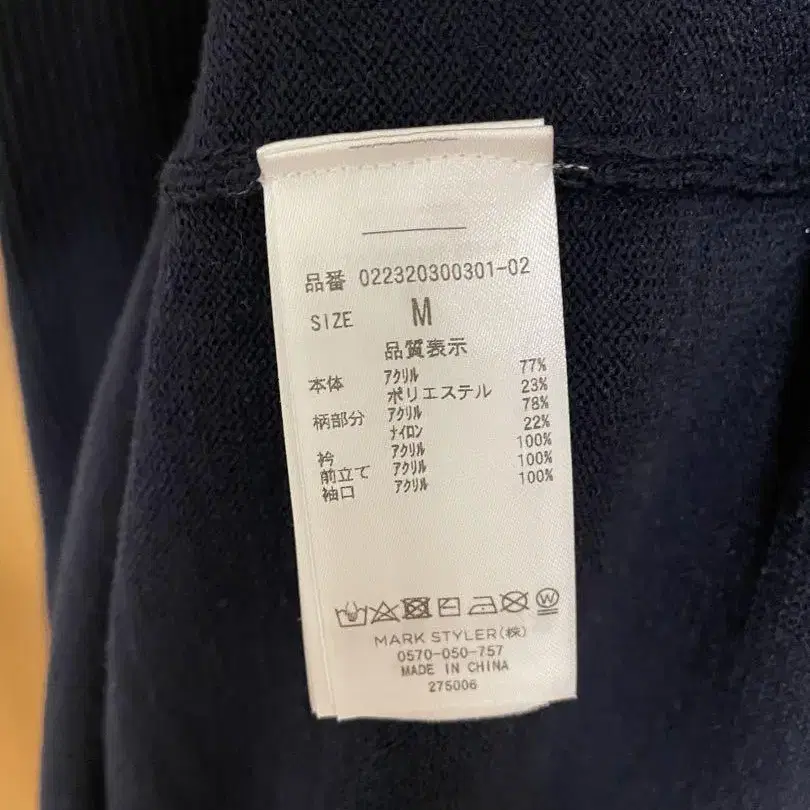 品番 022320300301-02
SIZE M
品質表示
本体 アクリル 77%
ポリエステル 23%
柄部分 アクリル 78%
ナイロン 22%
衿 アクリル 100%
前立て アクリル 100%
袖口 アクリル 100%
W
MARK STYLER(株)
0570-050-757
MADE IN CHINA
275006